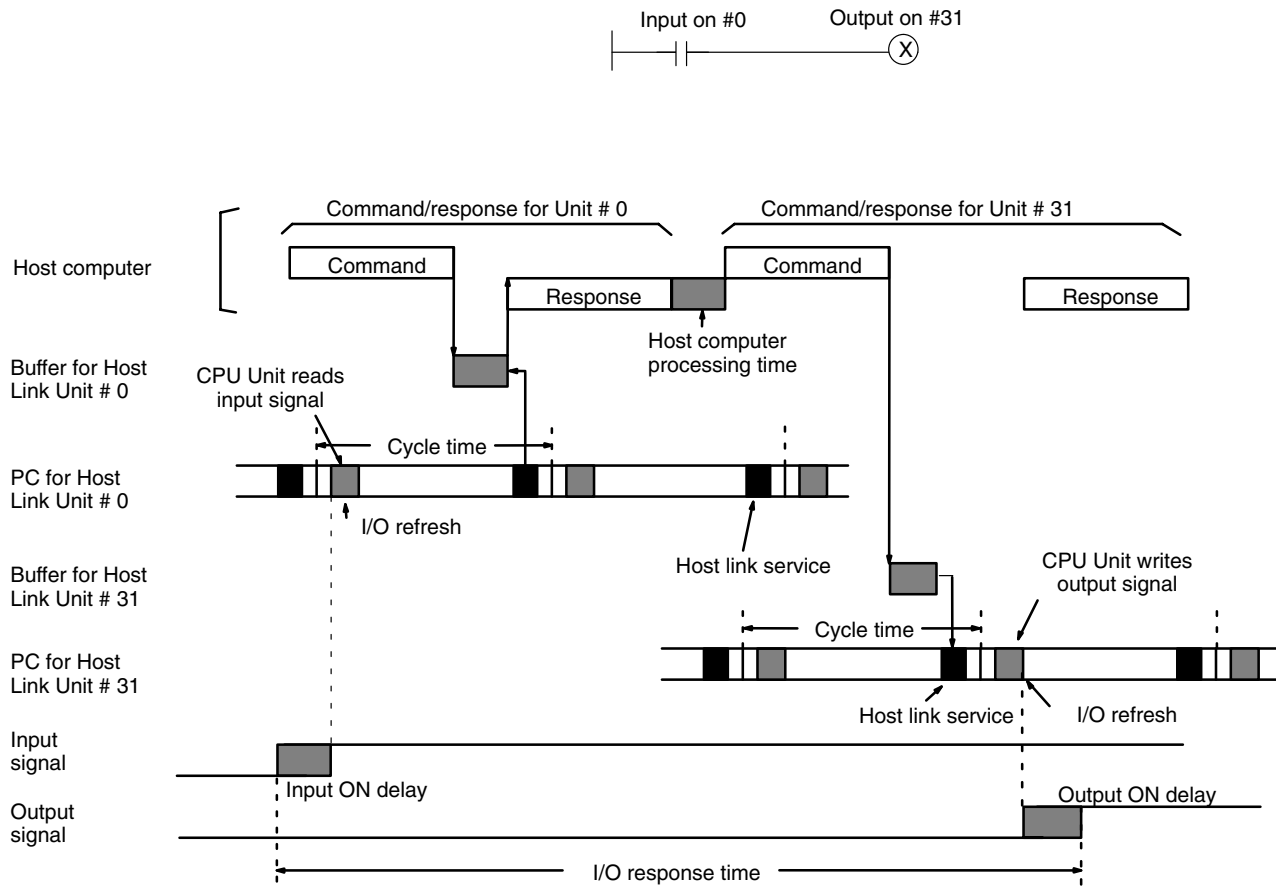 Input on #0
Output on #31
X
Command/response for Unit # 0
Command/response for Unit # 31
Host computer
Command
Command
Response
Response
Host computer
processing time
Buffer for Host
Link Unit # 0
CPU Unit reads
input signal
Cycle time
PC for Host
Link Unit # 0
I/O refresh
Host link service
CPU Unit writes
output signal
Buffer for Host
Link Unit # 31
Cycle time
PC for Host
Link Unit # 31
Host link service
I/O refresh
Input
signal
Input ON delay
Output ON delay
Output
signal
I/O response time